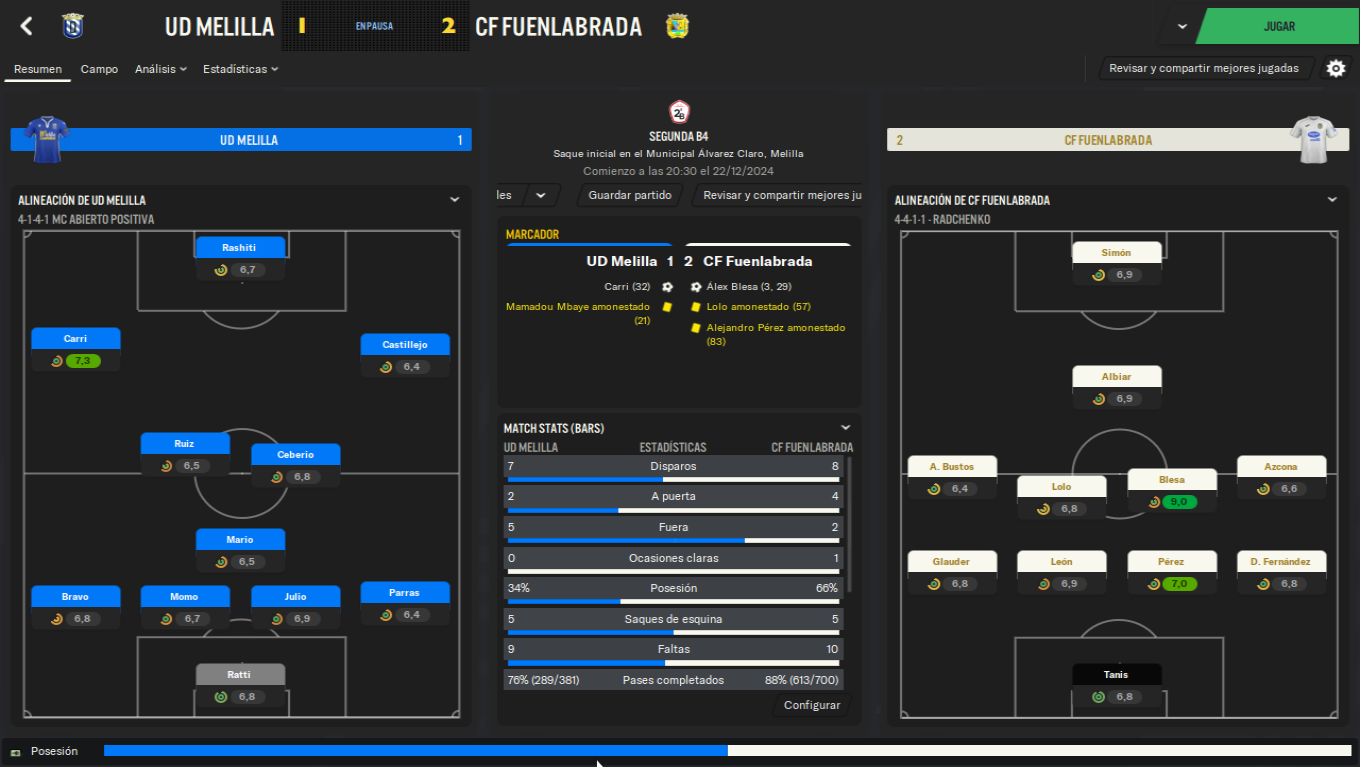 UD MELILLA 1 EN PAUSA 2 CF FUENLABRADA
JUGAR
Resumen Campo Análisis Estadísticas
Revisar y compartir mejores jugadas
UD MELILLA 1
ALINEACIÓN DE UD MELILLA
4-1-4-1 MC ABIERTO POSITIVA
Rashiti
6,7
Carri
7,3
Castillejo
6,4
Ruiz
6,5
Ceberio
6,8
Mario
6,5
Bravo
6,8
Momo
6,7
Julio
6,9
Parras
6,4
Ratti
6,8
2B
SEGUNDA B4
Saque inicial en el Municipal Álvarez Claro, Melilla
Comienzo a las 20:30 el 22/12/2024
les Guardar partido Revisar y compartir mejores ju
MARCADOR
UD Melilla 1 2 CF Fuenlabrada
Carri (32) Álex Blesa (3, 29)
Mamadou Mbaye amonestado
(21)
Lolo amonestado (57)
Alejandro Pérez amonestado
(83)
MATCH STATS (BARS)
UD MELILLA ESTADÍSTICAS CF FUENLABRADA
7 Disparos 8
2 A puerta 4
5 Fuera 2
0 Ocasiones claras 1
34% Posesión 66%
5 Saques de esquina 5
9 Faltas 10
76% (289/381) Pases completados 88% (613/700)
Configurar
2 CF FUENLABRADA
ALINEACIÓN DE CF FUENLABRADA
4-4-1-1 - RADCHENKO
Simón
6,9
Albiar
6,9
A. Bustos
6,4
Lolo
6,8
Blesa
9,0
Azcona
6,6
Glauder
6,8
León
6,9
Pérez
7,0
D. Fernández
6,8
Tanis
6,8
Posesión